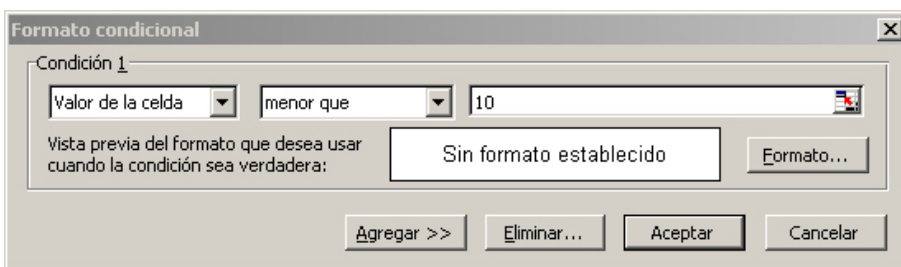 Formato condicional
Condición 1
Valor de la celda menor que 10
Vista previa del formato que desea usar
cuando la condición sea verdadera:
Sin formato establecido
Formato...
Agregar >> Eliminar... Aceptar Cancelar